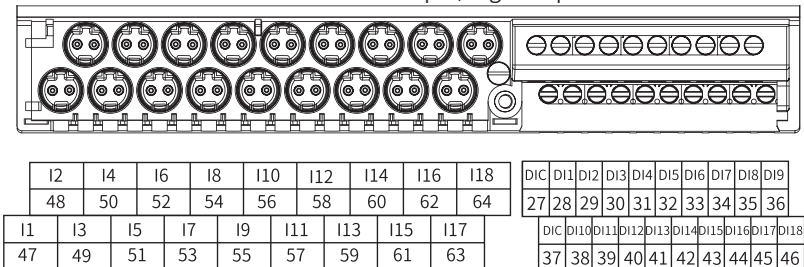 I2 I4 I6 I8 I10 I12 I14 I16 I18
48 50 52 54 56 58 60 62 64
I1 I3 I5 I7 I9 I11 I13 I15 I17
47 49 51 53 55 57 59 61 63
DIC DI1 DI2 DI3 DI4 DI5 DI6 DI7 DI8 DI9
27 28 29 30 31 32 33 34 35 36
DIC DI10 DI11 DI12 DI13 DI14 DI15 DI16 DI17 DI18
37 38 39 40 41 42 43 44 45 46